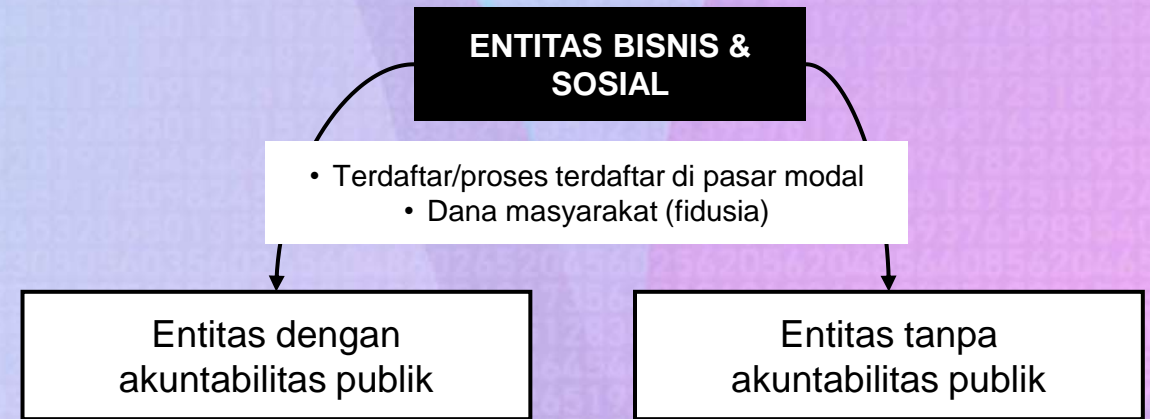 ENTITAS BISNIS &
SOSIAL
• Terdaftar/proses terdaftar di pasar modal
• Dana masyarakat (fidusia)
Entitas dengan
akuntabilitas publik
Entitas tanpa
akuntabilitas publik